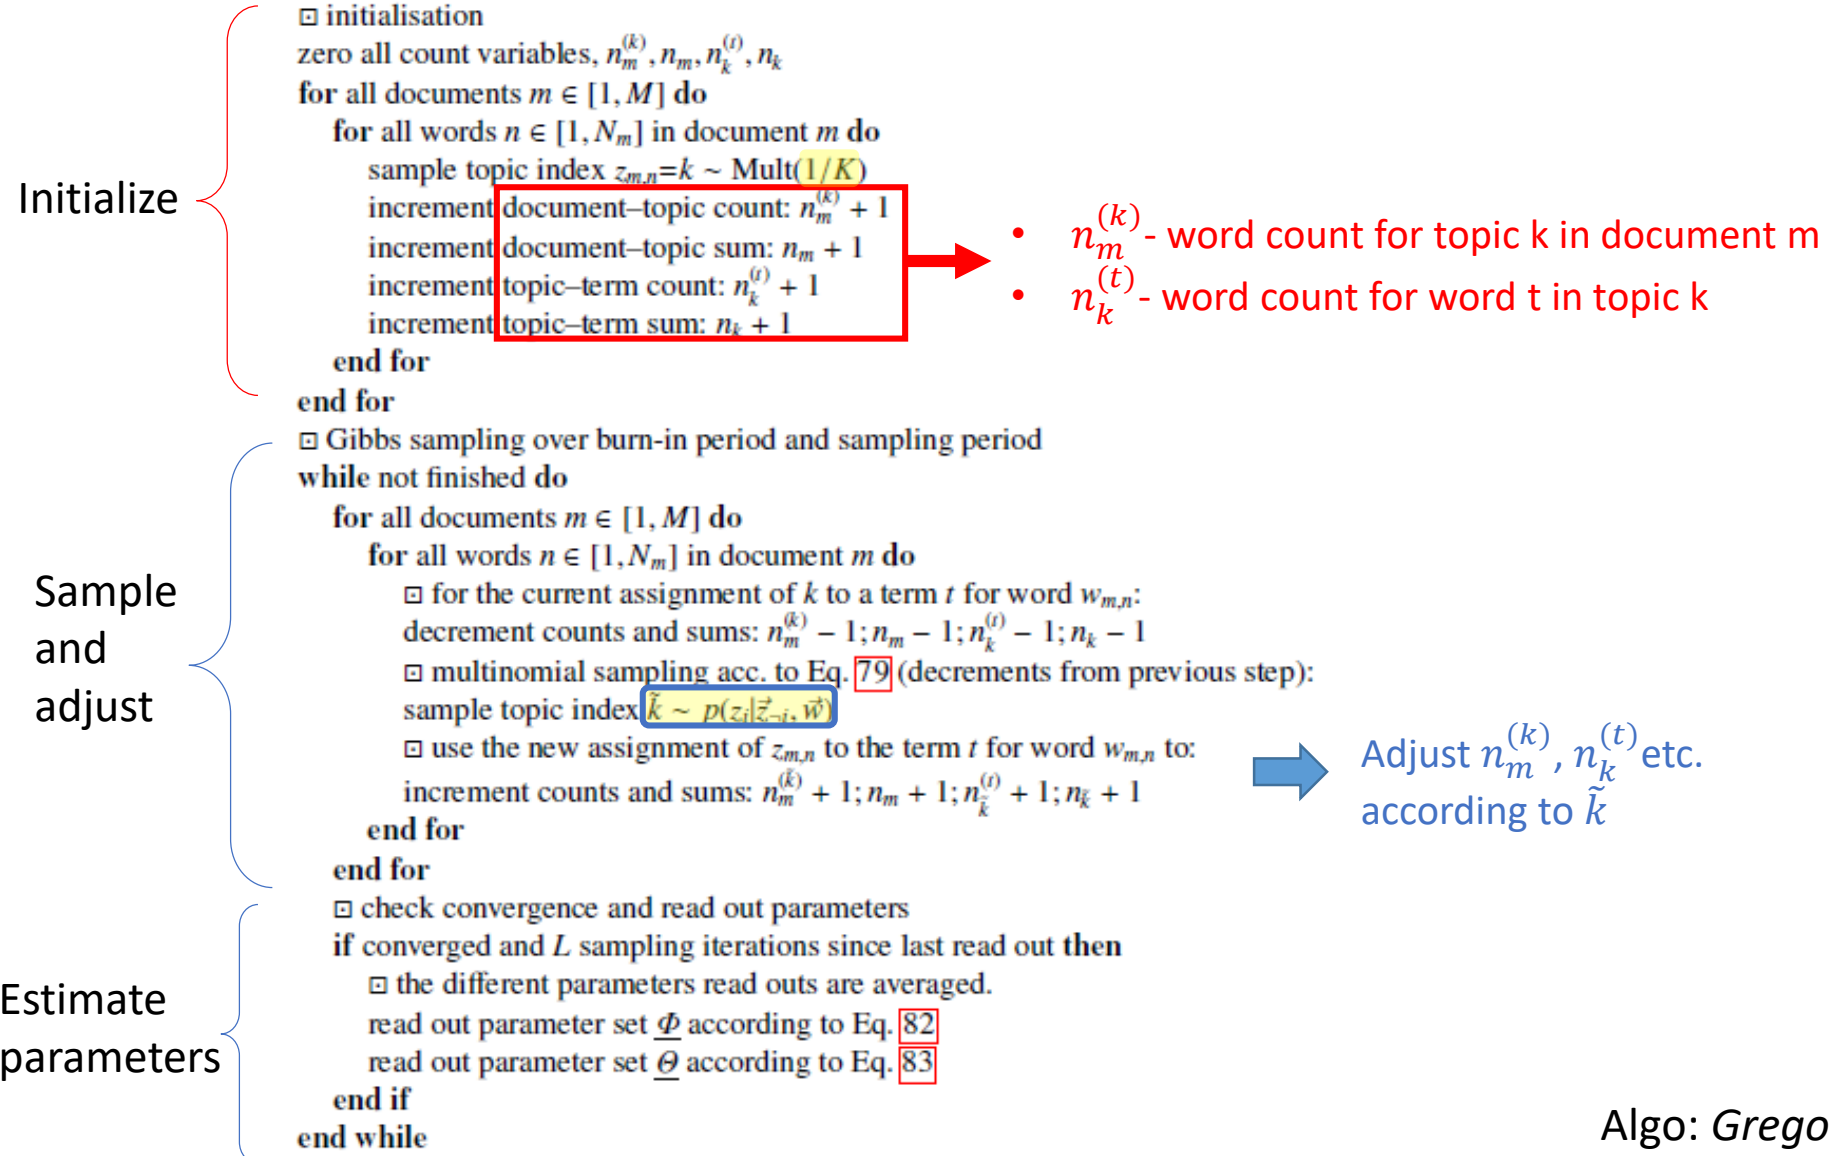 ⊡ initialisation
zero all count variables, n_m^{(k)}, n_m, n_k^{(t)}, n_k
for all documents m ∈ [1, M] do
for all words n ∈ [1, N_m] in document m do
sample topic index z_{m,n}=k ~ Mult(1/K)
increment document–topic count: n_m^{(k)} + 1
increment document–topic sum: n_m + 1
increment topic–term count: n_k^{(t)} + 1
increment topic–term sum: n_k + 1
end for
end for
Initialize
• n_m^{(k)}- word count for topic k in document m
• n_k^{(t)}- word count for word t in topic k
⊡ Gibbs sampling over burn-in period and sampling period
while not finished do
for all documents m ∈ [1, M] do
for all words n ∈ [1, N_m] in document m do
⊡ for the current assignment of k to a term t for word w_{m,n}:
decrement counts and sums: n_m^{(k)} − 1; n_m − 1; n_k^{(t)} − 1; n_k − 1
⊡ multinomial sampling acc. to Eq. 79 (decrements from previous step):
sample topic index k̃ ~ p(z_i|z⃗_{¬i}, w⃗)
⊡ use the new assignment of z_{m,n} to the term t for word w_{m,n} to:
increment counts and sums: n_m^{(k̃)} + 1; n_m + 1; n_{k̃}^{(t)} + 1; n_{k̃} + 1
end for
end for
Sample
and
adjust
Adjust n_m^{(k)}, n_k^{(t)} etc.
according to k̃
⊡ check convergence and read out parameters
if converged and L sampling iterations since last read out then
⊡ the different parameters read outs are averaged.
read out parameter set Φ according to Eq. 82
read out parameter set Θ according to Eq. 83
end if
end while
Estimate
parameters
Algo: Grego